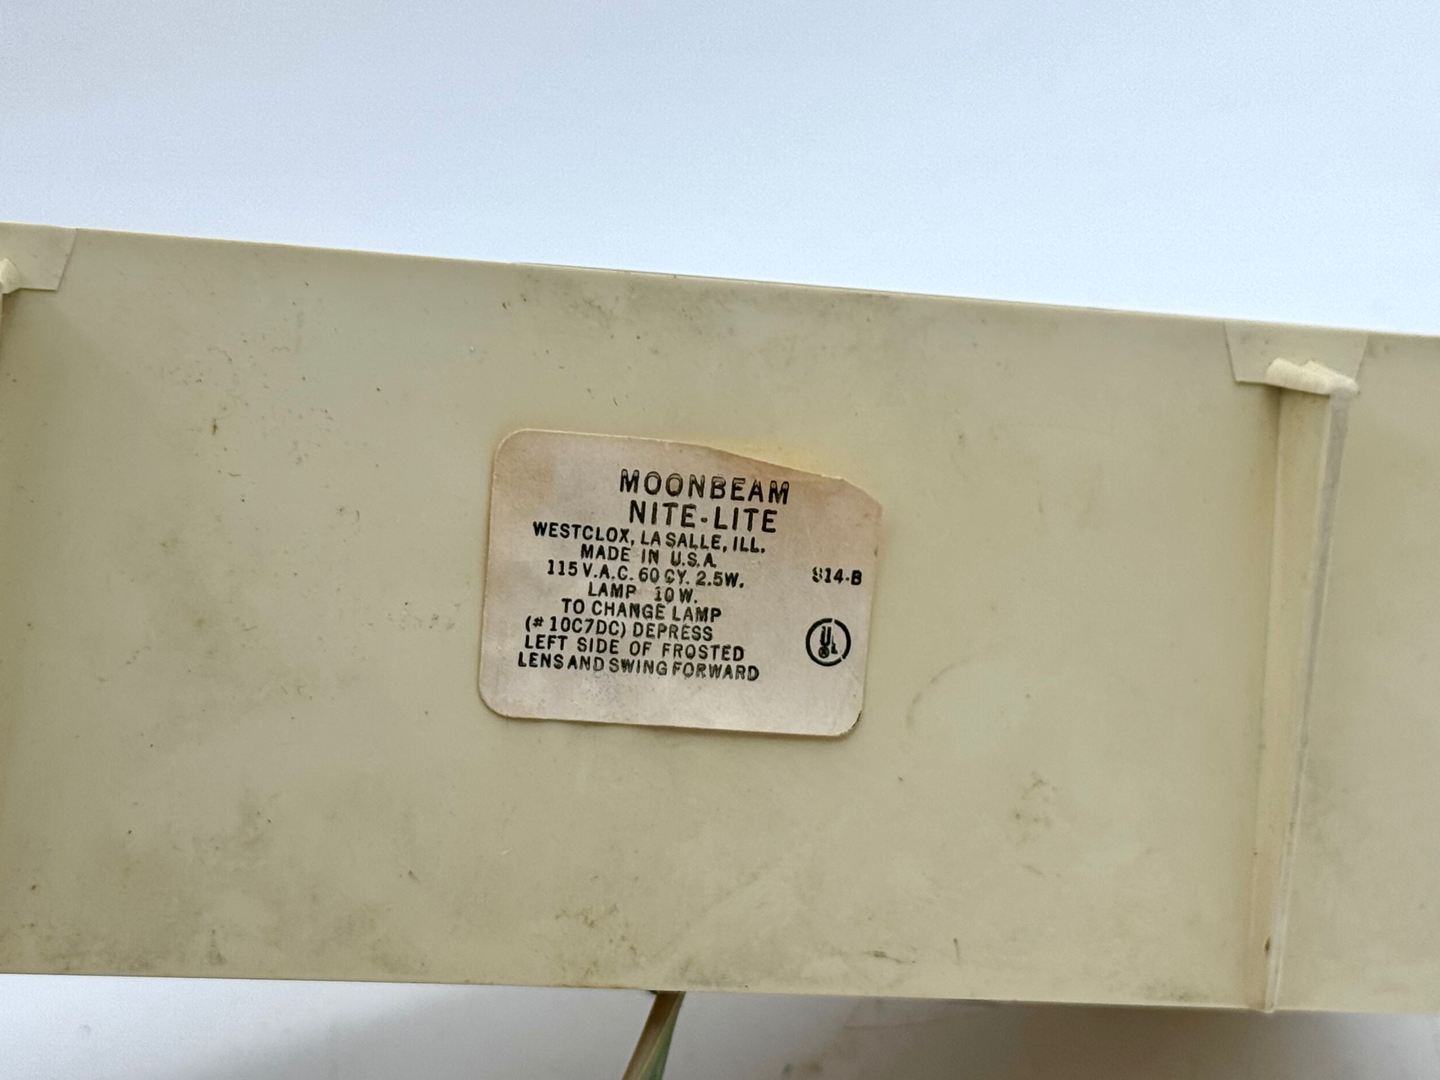 MOONBEAM
NITE-LITE
WESTCLOX, LA SALLE, ILL.
MADE IN U.S.A.
115 V.A.C. 60 CY. 2.5W.
LAMP 10 W.
TO CHANGE LAMP
(# 10C7DC) DEPRESS
LEFT SIDE OF FROSTED
LENS AND SWING FORWARD
UL